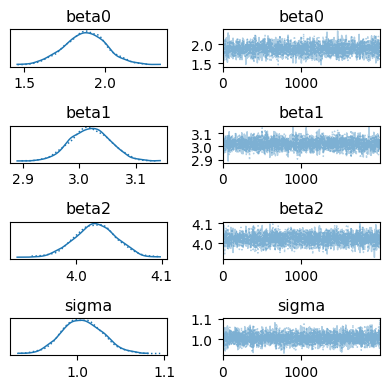 beta0 beta0
2.0
1.5
1.5 2.0 0 1000
beta1 beta1
3.1
3.0
2.9
2.9 3.0 3.1 0 1000
beta2 beta2
4.1
4.0
4.0 4.1 0 1000
sigma sigma
1.1
1.0
1.0 1.1 0 1000